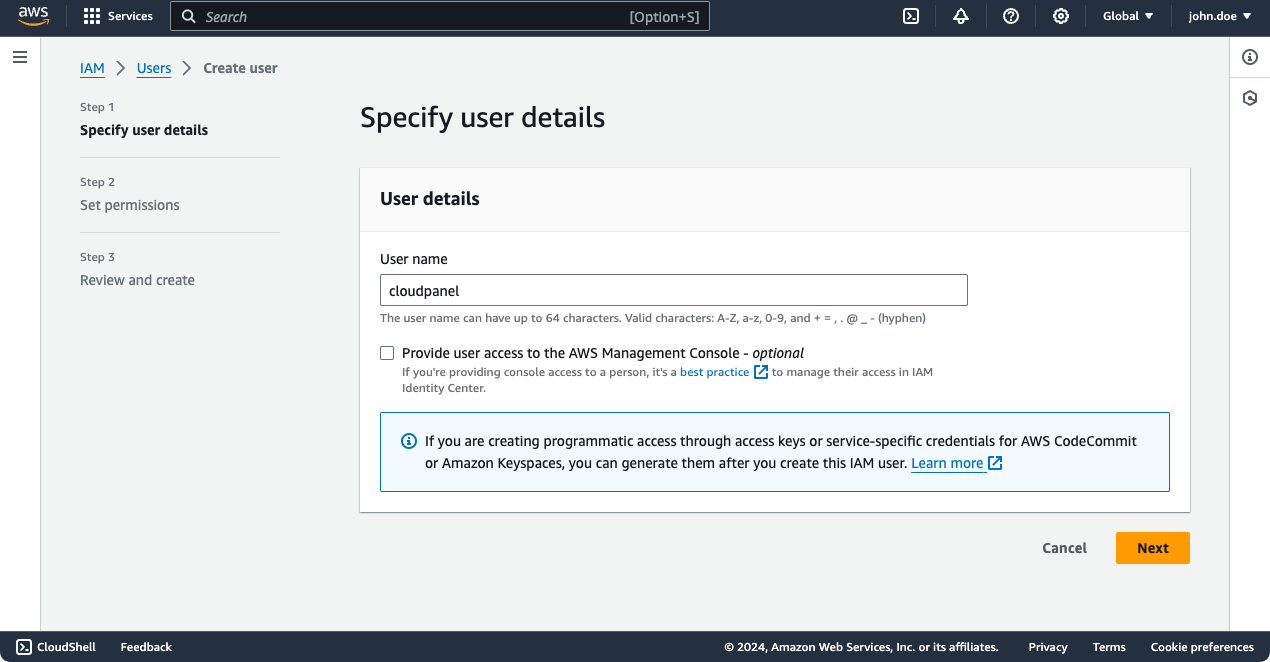 aws
Services
Search
[Option+S]
Global
john.doe
IAM
Users
Create user
Step 1
Specify user details
Step 2
Set permissions
Step 3
Review and create
Specify user details
User details
User name
cloudpanel
The user name can have up to 64 characters. Valid characters: A-Z, a-z, 0-9, and + = , . @ _ - (hyphen)
Provide user access to the AWS Management Console - optional
If you're providing console access to a person, it's a best practice to manage their access in IAM
Identity Center.
If you are creating programmatic access through access keys or service-specific credentials for AWS CodeCommit
or Amazon Keyspaces, you can generate them after you create this IAM user. Learn more
Cancel
Next
CloudShell
Feedback
© 2024, Amazon Web Services, Inc. or its affiliates.
Privacy
Terms
Cookie preferences